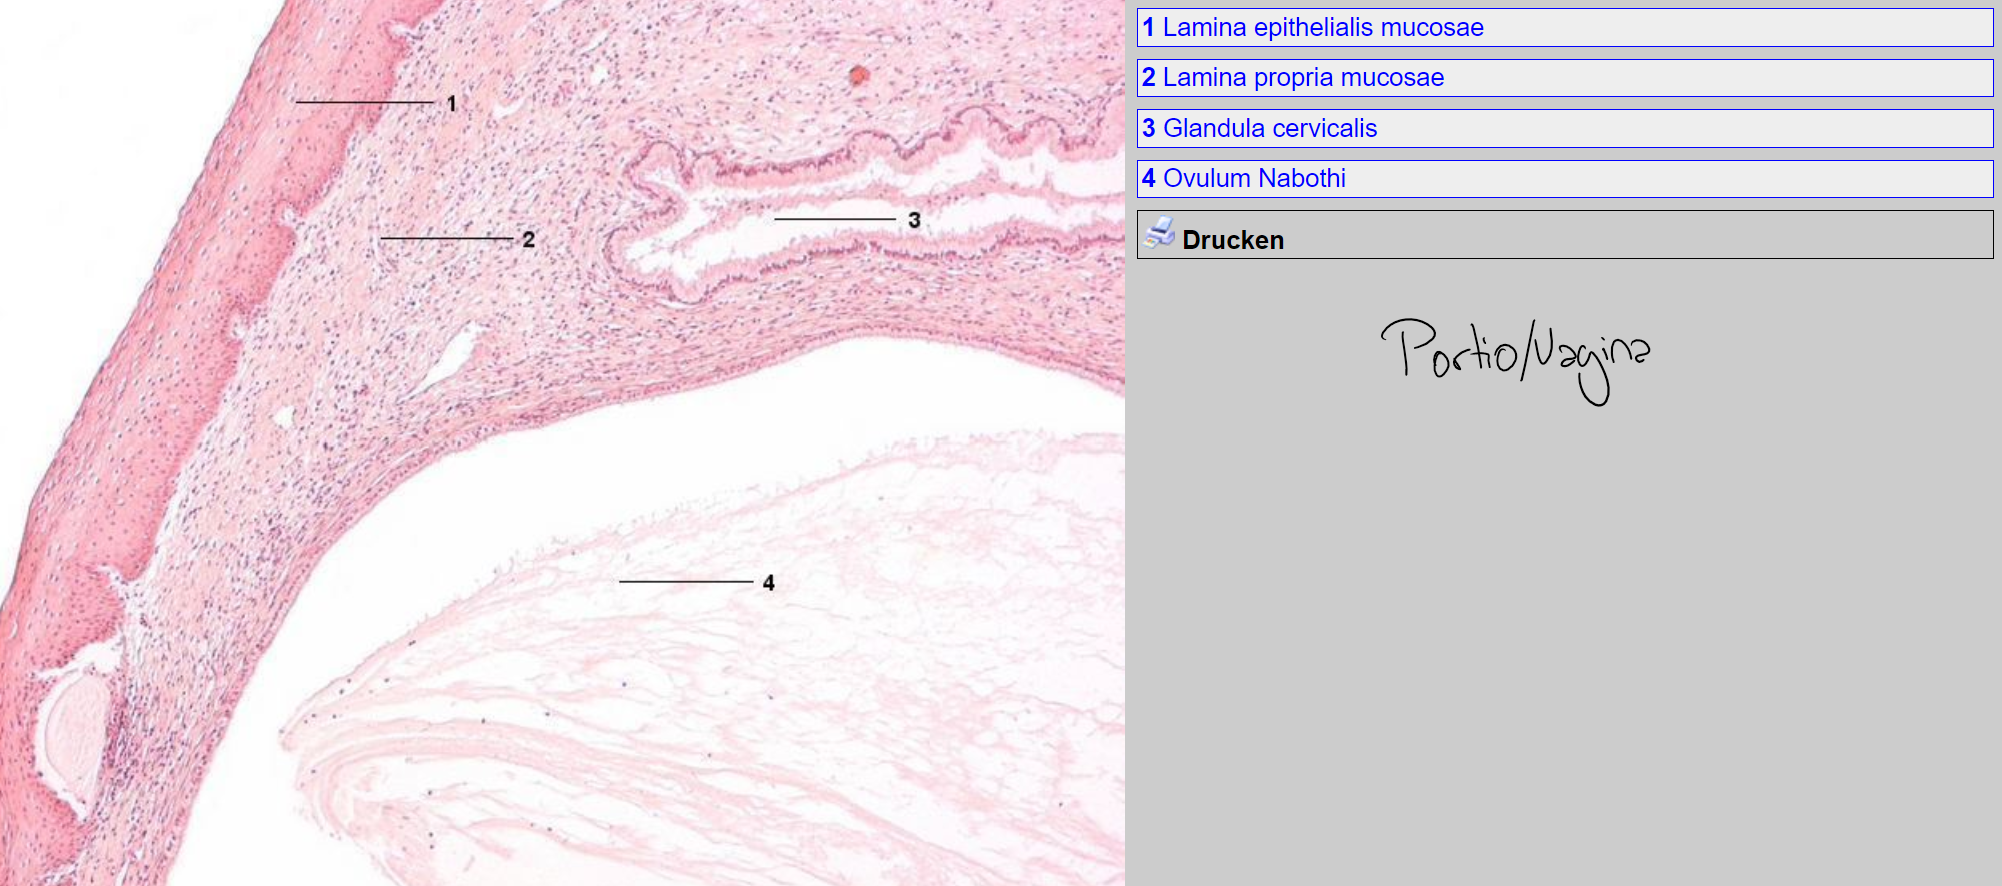 1
2
3
4
1 Lamina epithelialis mucosae
2 Lamina propria mucosae
3 Glandula cervicalis
4 Ovulum Nabothi
Drucken
Portio/Vagina